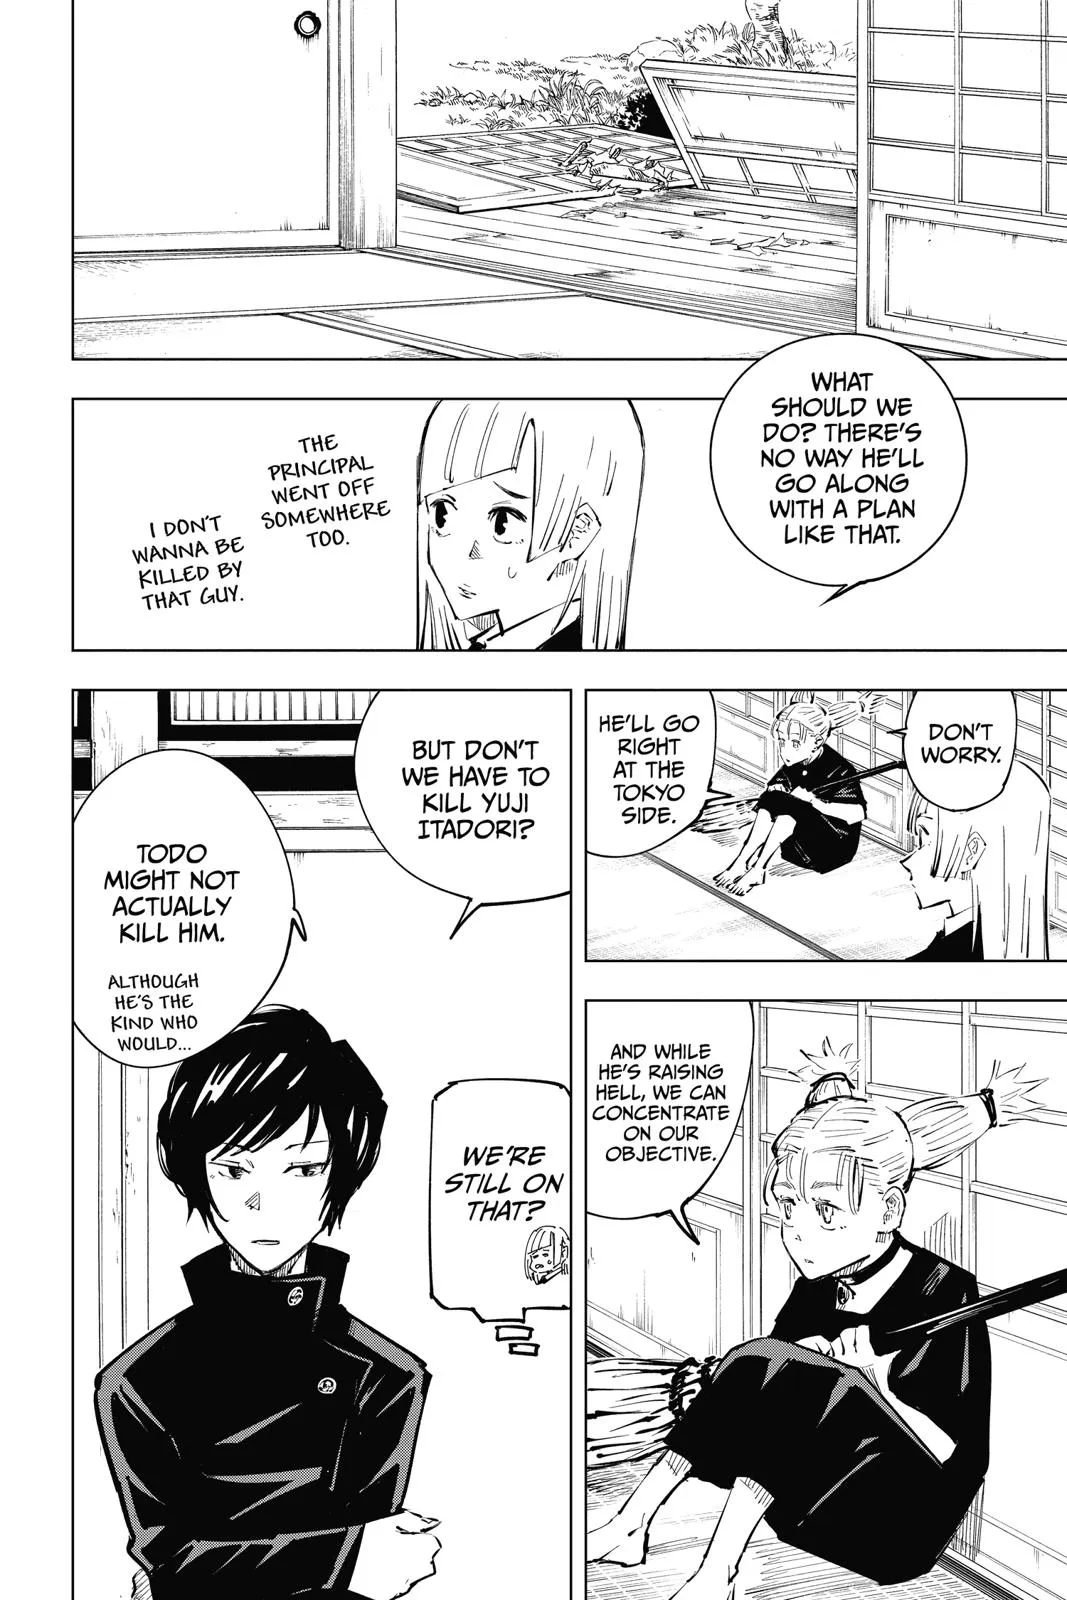 WHAT
SHOULD WE
DO? THERE'S
NO WAY HE'LL
GO ALONG
WITH A PLAN
LIKE THAT.
THE
PRINCIPAL
WENT OFF
SOMEWHERE
TOO.
I DON'T
WANNA BE
KILLED BY
THAT GUY.
DON'T
WORRY.
HE'LL GO
RIGHT
AT THE
TOKYO
SIDE.
AND WHILE
HE'S RAISING
HELL, WE CAN
CONCENTRATE
ON OUR
OBJECTIVE.
BUT DON'T
WE HAVE TO
KILL YUJI
ITADORI?
TODO
MIGHT NOT
ACTUALLY
KILL HIM.
ALTHOUGH
HE'S THE
KIND WHO
WOULD...
WE'RE
STILL ON
THAT?